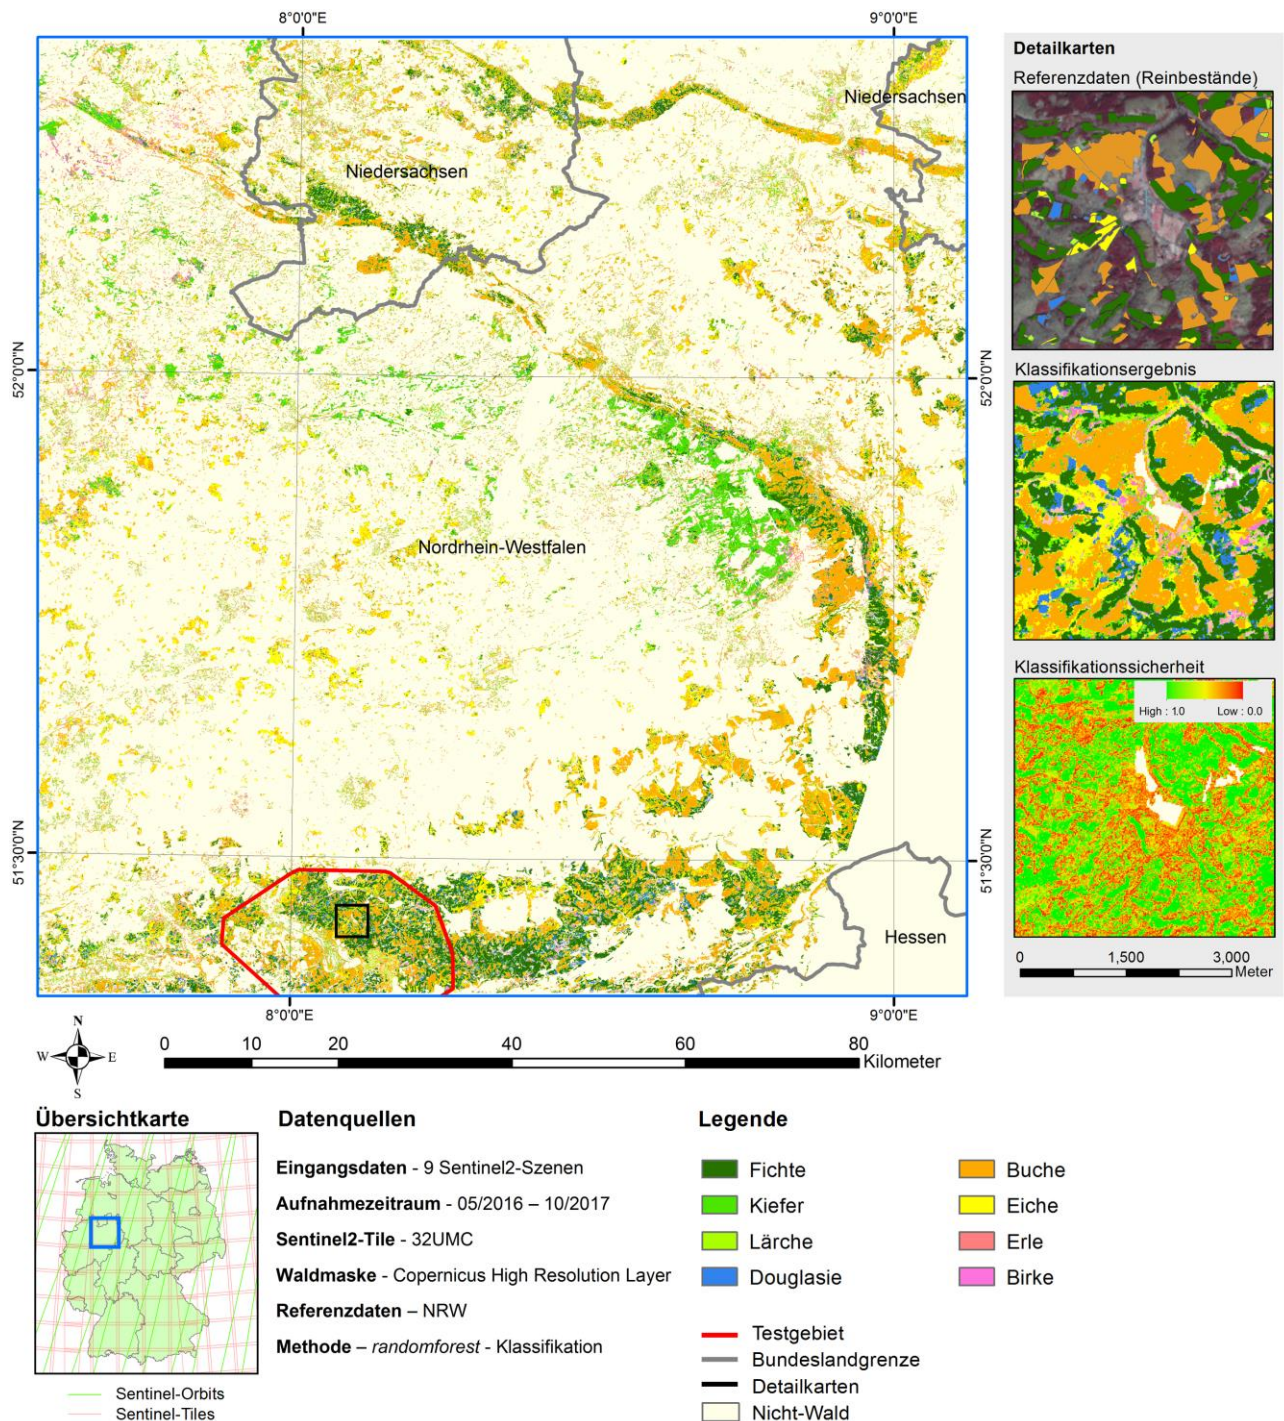 8°0'0"E
9°0'0"E
Niedersachsen
Niedersachsen
52°0'0"N
52°0'0"N
Nordrhein-Westfalen
51°30'0"N
51°30'0"N
Hessen
8°0'0"E
9°0'0"E
Detailkarten
Referenzdaten (Reinbestände)
Klassifikationsergebnis
Klassifikationssicherheit
High : 1.0 Low : 0.0
0 1,500 3,000
Meter
N
W E
S
0 10 20 40 60 80
Kilometer
Übersichtkarte
Sentinel-Orbits
Sentinel-Tiles
Datenquellen
Eingangsdaten - 9 Sentinel2-Szenen
Aufnahmezeitraum - 05/2016 – 10/2017
Sentinel2-Tile - 32UMC
Waldmaske - Copernicus High Resolution Layer
Referenzdaten – NRW
Methode – randomforest - Klassifikation
Legende
Fichte
Kiefer
Lärche
Douglasie
Buche
Eiche
Erle
Birke
Testgebiet
Bundeslandgrenze
Detailkarten
Nicht-Wald